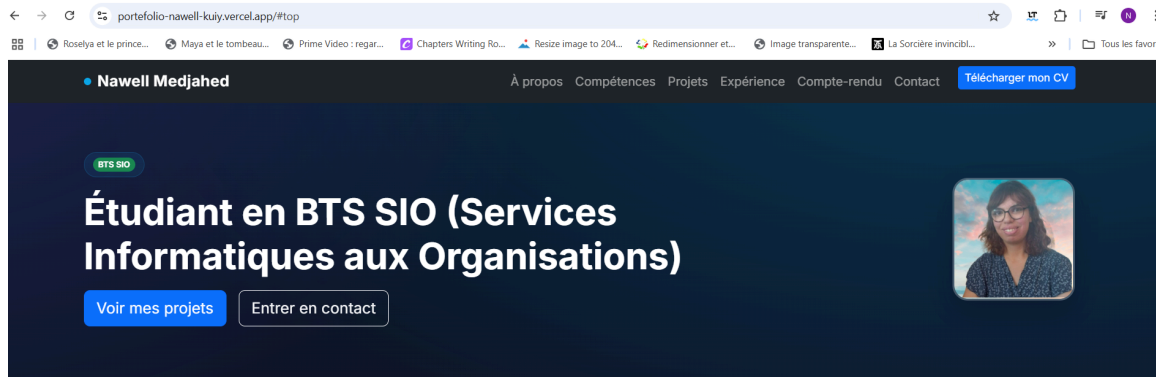 portefolio-nawell-kuiy.vercel.app/#top
N
Roselya et le prince... Maya et le tombeau... Prime Video : regar... Chapters Writing Ro... Resize image to 204... Redimensionner et... Image transparente... La Sorcière invincibl... » Tous les favor
Nawell Medjahed À propos Compétences Projets Expérience Compte-rendu Contact Télécharger mon CV
BTS SIO
Étudiant en BTS SIO (Services
Informatiques aux Organisations)
Voir mes projets Entrer en contact